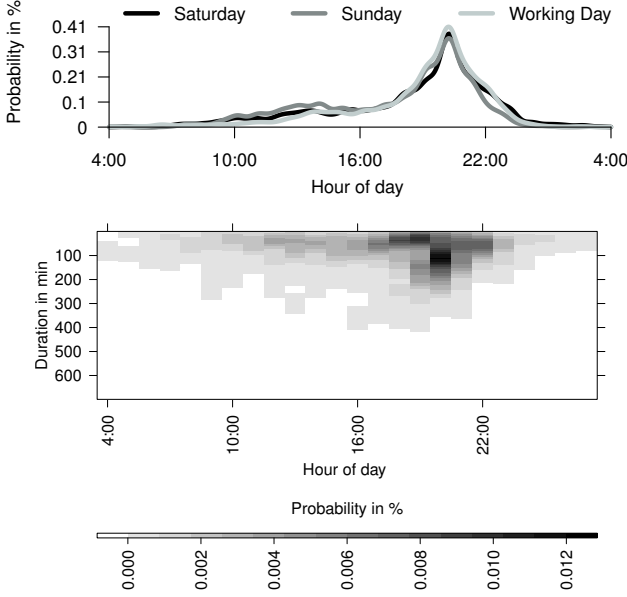 Saturday Sunday Working Day
Probability in %
0.41
0.31
0.21
0.1
0
4:00 10:00 16:00 22:00 4:00
Hour of day
Duration in min
100
200
300
400
500
600
4:00 10:00 16:00 22:00
Hour of day
Probability in %
0.000 0.002 0.004 0.006 0.008 0.010 0.012